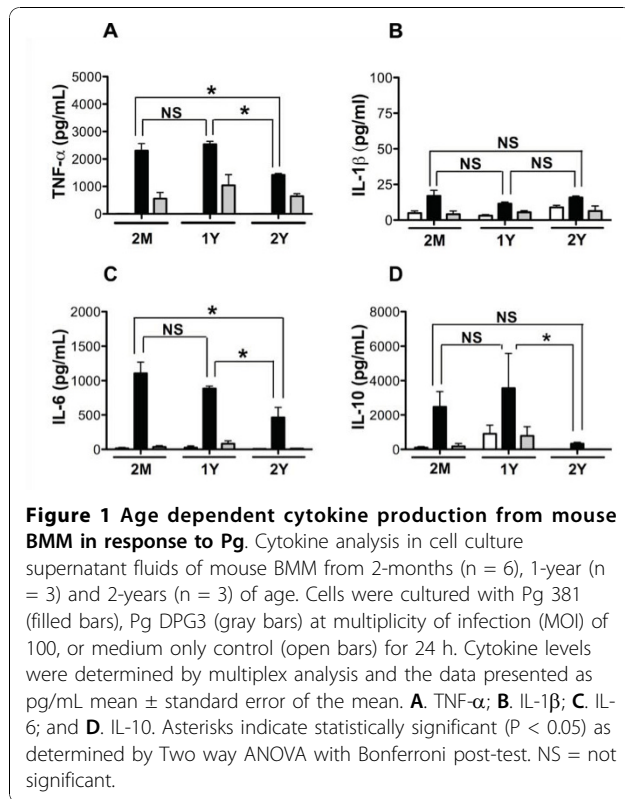 A
TNF-α (pg/mL)
5000
4000
3000
2000
1000
0
*
NS
*
2M 1Y 2Y
B
IL-1β (pg/ml)
100
75
50
25
0
NS
NS
NS
2M 1Y 2Y
C
IL-6 (pg/mL)
2000
1500
1000
500
0
*
NS
*
2M 1Y 2Y
D
IL-10 (pg/mL)
10000
8000
6000
4000
2000
0
NS
NS
*
2M 1Y 2Y
Figure 1 Age dependent cytokine production from mouse
BMM in response to Pg. Cytokine analysis in cell culture
supernatant fluids of mouse BMM from 2-months (n = 6), 1-year (n
= 3) and 2-years (n = 3) of age. Cells were cultured with Pg 381
(filled bars), Pg DPG3 (gray bars) at multiplicity of infection (MOI) of
100, or medium only control (open bars) for 24 h. Cytokine levels
were determined by multiplex analysis and the data presented as
pg/mL mean ± standard error of the mean. A. TNF-α; B. IL-1β; C. IL-
6; and D. IL-10. Asterisks indicate statistically significant (P < 0.05) as
determined by Two way ANOVA with Bonferroni post-test. NS = not
significant.